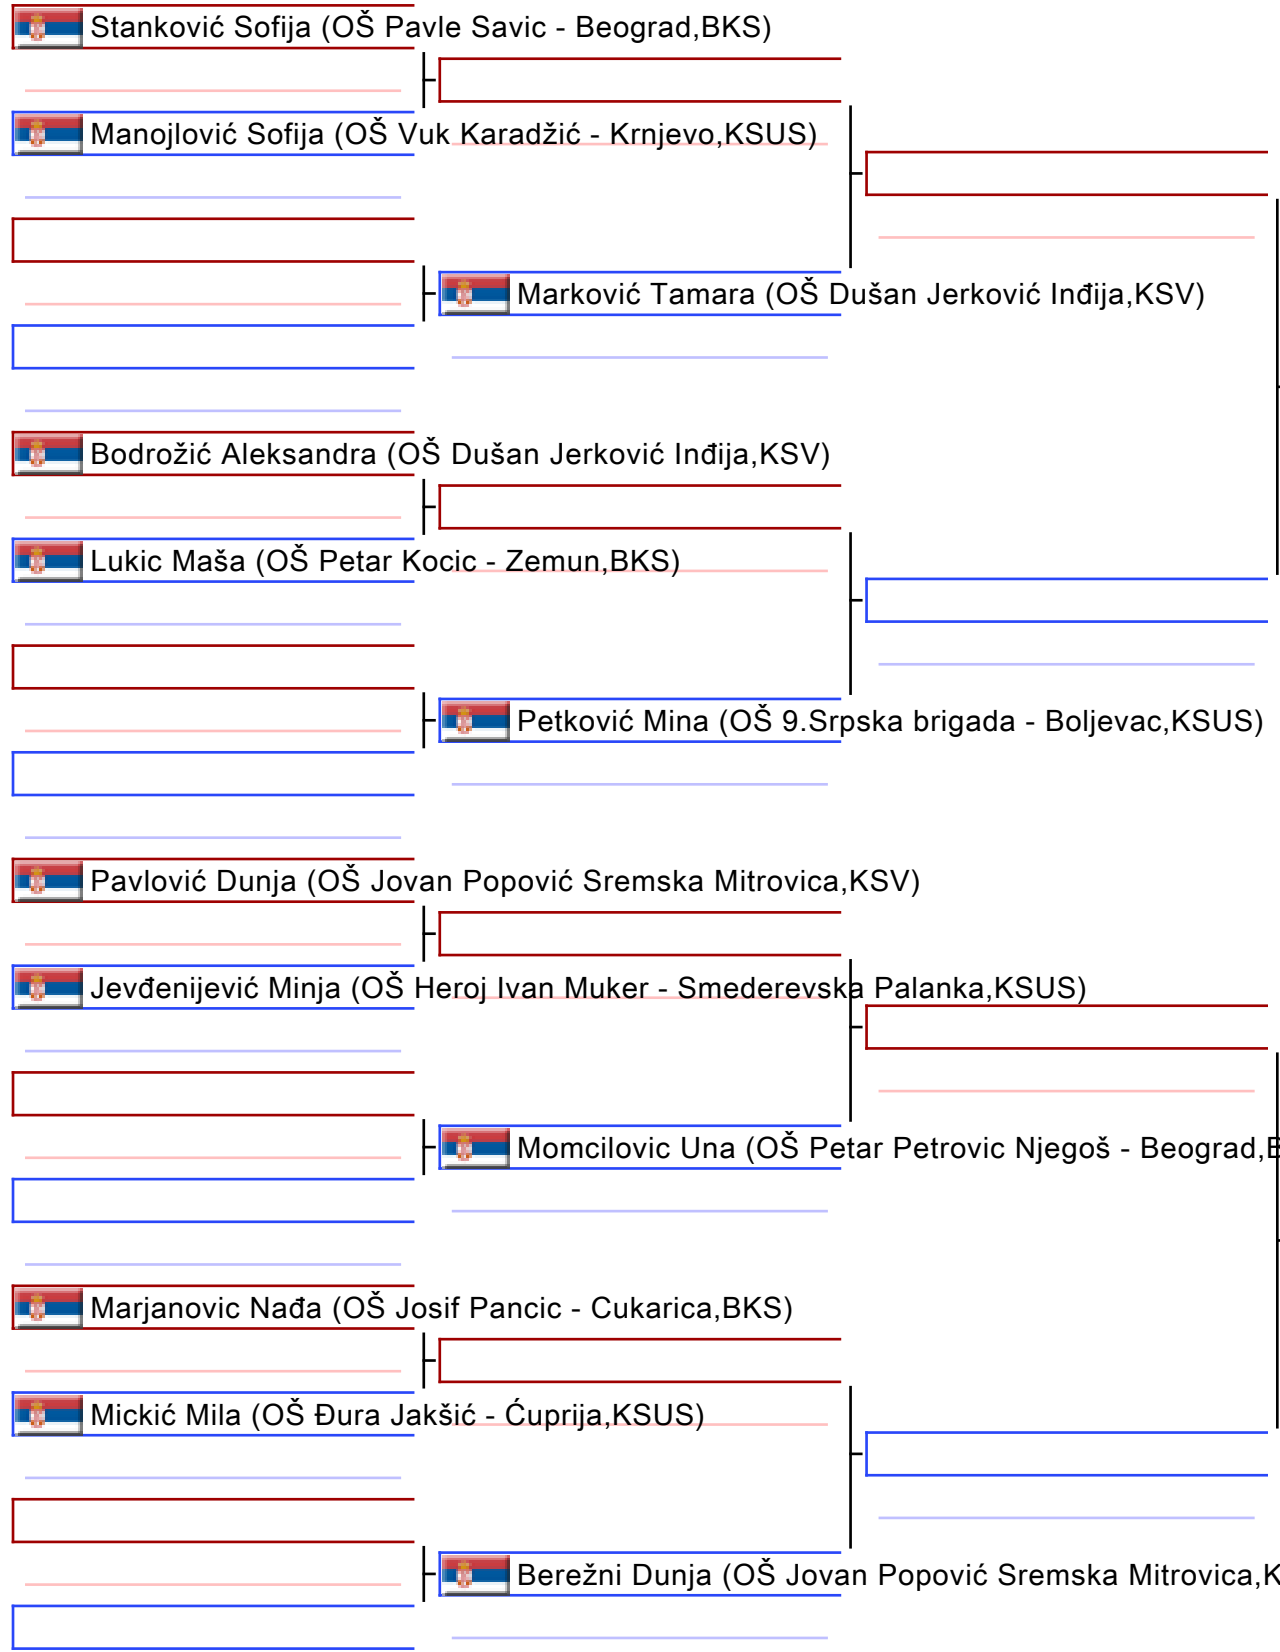 Stanković Sofija (OŠ Pavle Savic - Beograd,BKS)
Manojlović Sofija (OŠ Vuk Karadžić - Krnjevo,KSUS)
Marković Tamara (OŠ Dušan Jerković Inđija,KSV)
Bodrožić Aleksandra (OŠ Dušan Jerković Inđija,KSV)
Lukic Maša (OŠ Petar Kocic - Zemun,BKS)
Petković Mina (OŠ 9.Srpska brigada - Boljevac,KSUS)
Pavlović Dunja (OŠ Jovan Popović Sremska Mitrovica,KSV)
Jevđenijević Minja (OŠ Heroj Ivan Muker - Smederevska Palanka,KSUS)
Momcilovic Una (OŠ Petar Petrovic Njegoš - Beograd,
Marjanovic Nađa (OŠ Josif Pancic - Cukarica,BKS)
Mickić Mila (OŠ Đura Jakšić - Ćuprija,KSUS)
Berežni Dunja (OŠ Jovan Popović Sremska Mitrovica,K